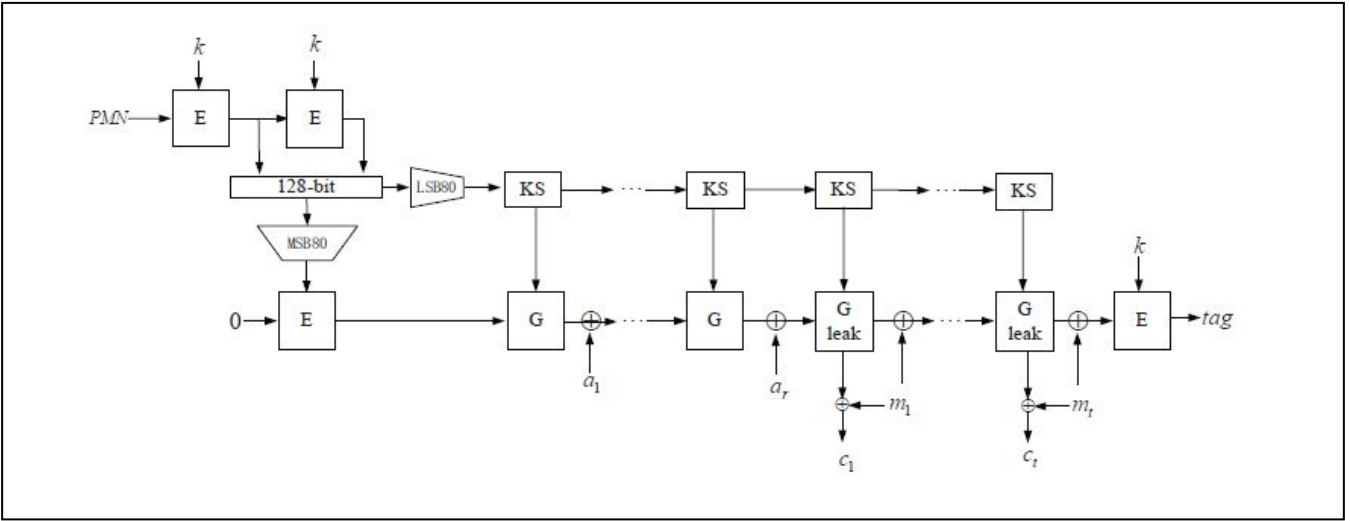 k k
PMN E E
128-bit LSB80 KS ... KS KS ... KS
MSB80
k
0 E G ... G G leak ... G leak E tag
a₁ aᵣ m₁ mₜ
c₁ cₜ